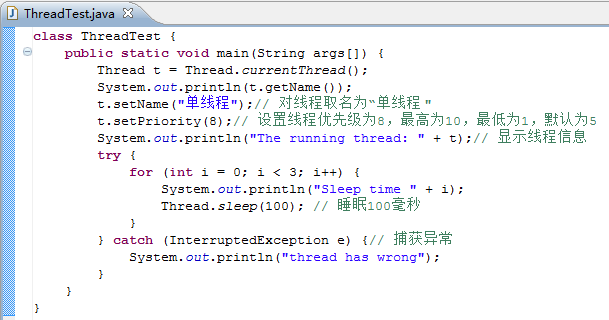 ThreadTest.java
class ThreadTest {
    public static void main(String args[]) {
        Thread t = Thread.currentThread();
        System.out.println(t.getName());
        t.setName("单线程");// 对线程取名为“单线程＂
        t.setPriority(8);// 设置线程优先级为8，最高为10，最低为1，默认为5
        System.out.println("The running thread: " + t);// 显示线程信息
        try {
            for (int i = 0; i < 3; i++) {
                System.out.println("Sleep time " + i);
                Thread.sleep(100); // 睡眠100毫秒
            }
        } catch (InterruptedException e) {// 捕获异常
            System.out.println("thread has wrong");
        }
    }
}